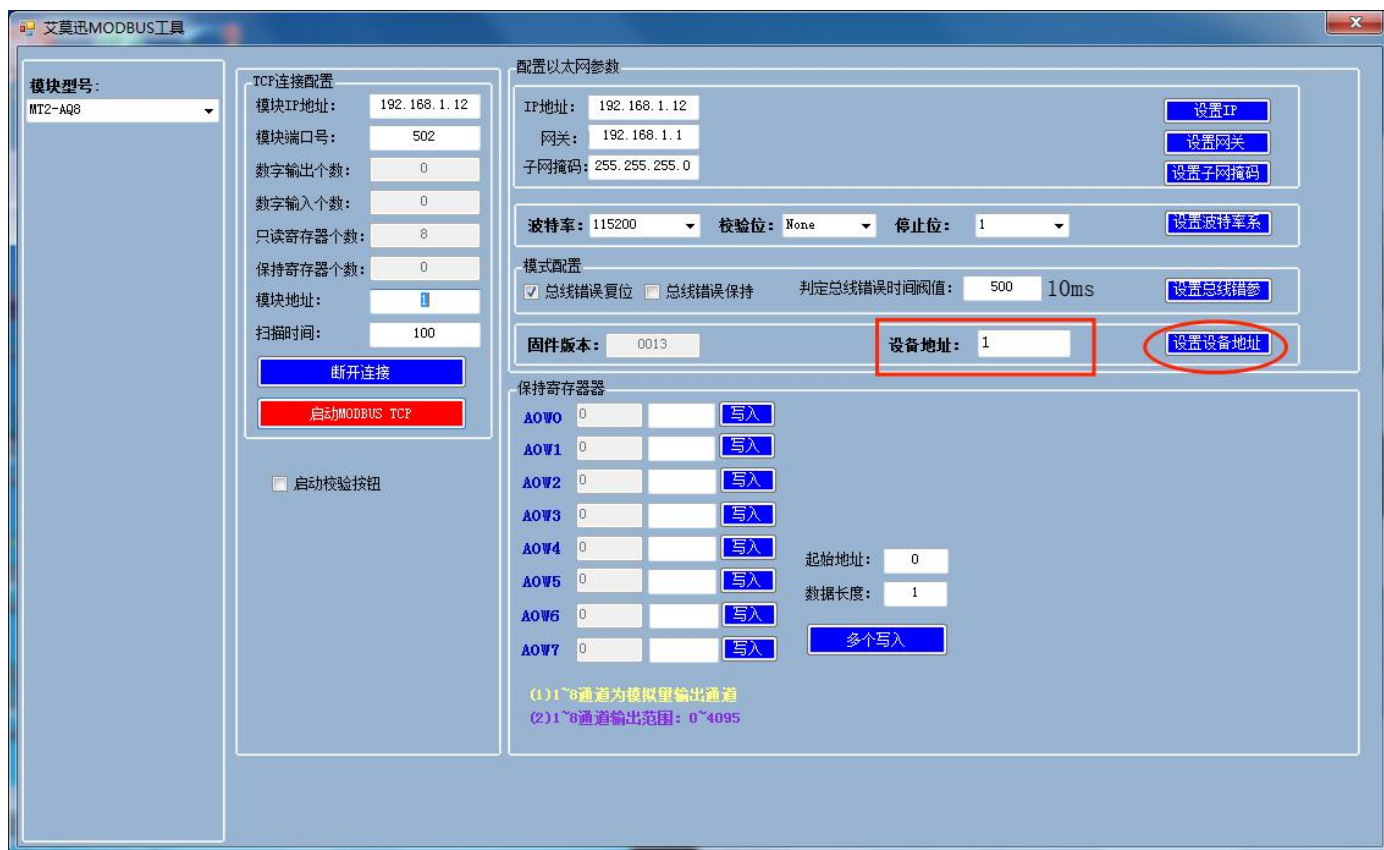 艾莫迅MODBUS工具
模块型号:
MT2-AQ8
TCP连接配置
模块IP地址: 192.168.1.12
模块端口号: 502
数字输出个数: 0
数字输入个数: 0
只读寄存器个数: 8
保持寄存器个数: 0
模块地址: 1
扫描时间: 100
断开连接
启动MODBUS TCP
启动校验按钮
配置以太网参数
IP地址: 192.168.1.12 设置IP
网关: 192.168.1.1 设置网关
子网掩码: 255.255.255.0 设置子网掩码
波特率: 115200 校验位: None 停止位: 1 设置波特率系
模式配置
总线错误复位 总线错误保持 判定总线错误时间阀值: 500 10ms 设置总线错参
固件版本: 0013 设备地址: 1 设置设备地址
保持寄存器器
AOW0 0 写入
AOW1 0 写入
AOW2 0 写入
AOW3 0 写入
AOW4 0 写入
AOW5 0 写入
AOW6 0 写入
AOW7 0 写入
起始地址: 0
数据长度: 1
多个写入
(1)1~8通道为模拟量输出通道
(2)1~8通道输出范围: 0~4095